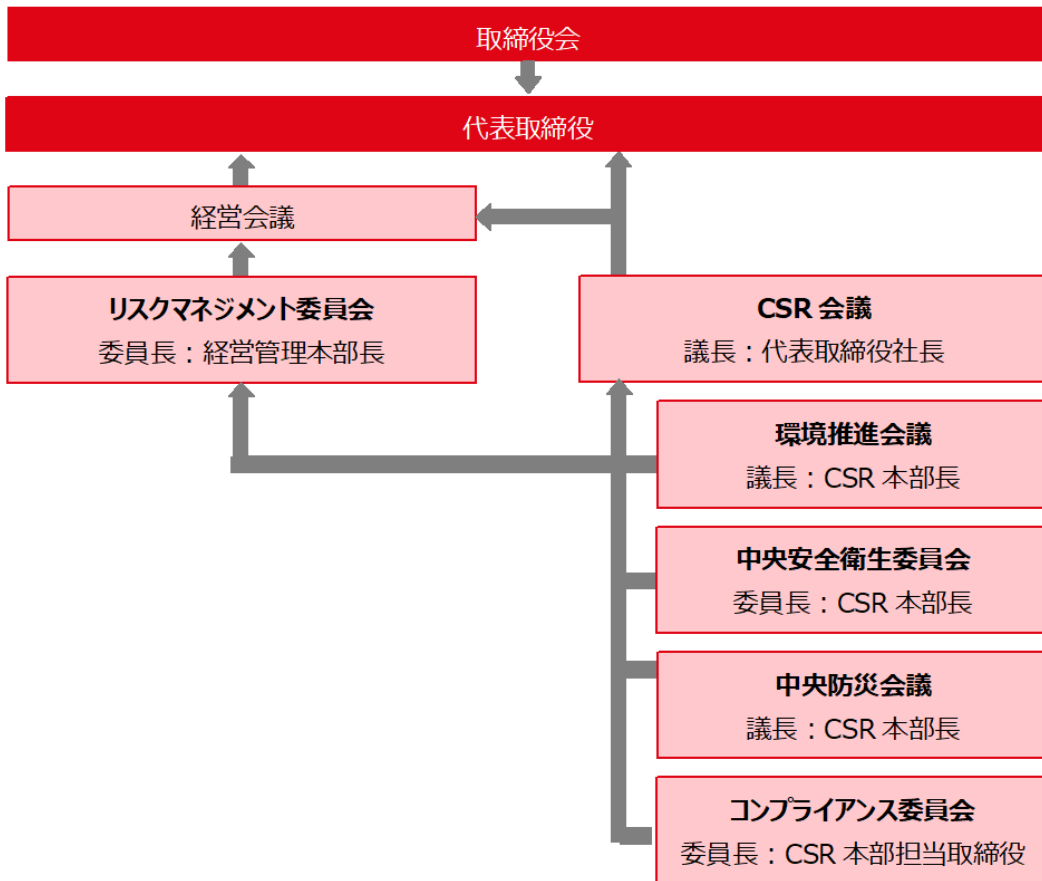 取締役会
代表取締役
経営会議
リスクマネジメント委員会
委員長：経営管理本部長
CSR 会議
議長：代表取締役社長
環境推進会議
議長：CSR 本部長
中央安全衛生委員会
委員長：CSR 本部長
中央防災会議
議長：CSR 本部長
コンプライアンス委員会
委員長：CSR 本部担当取締役